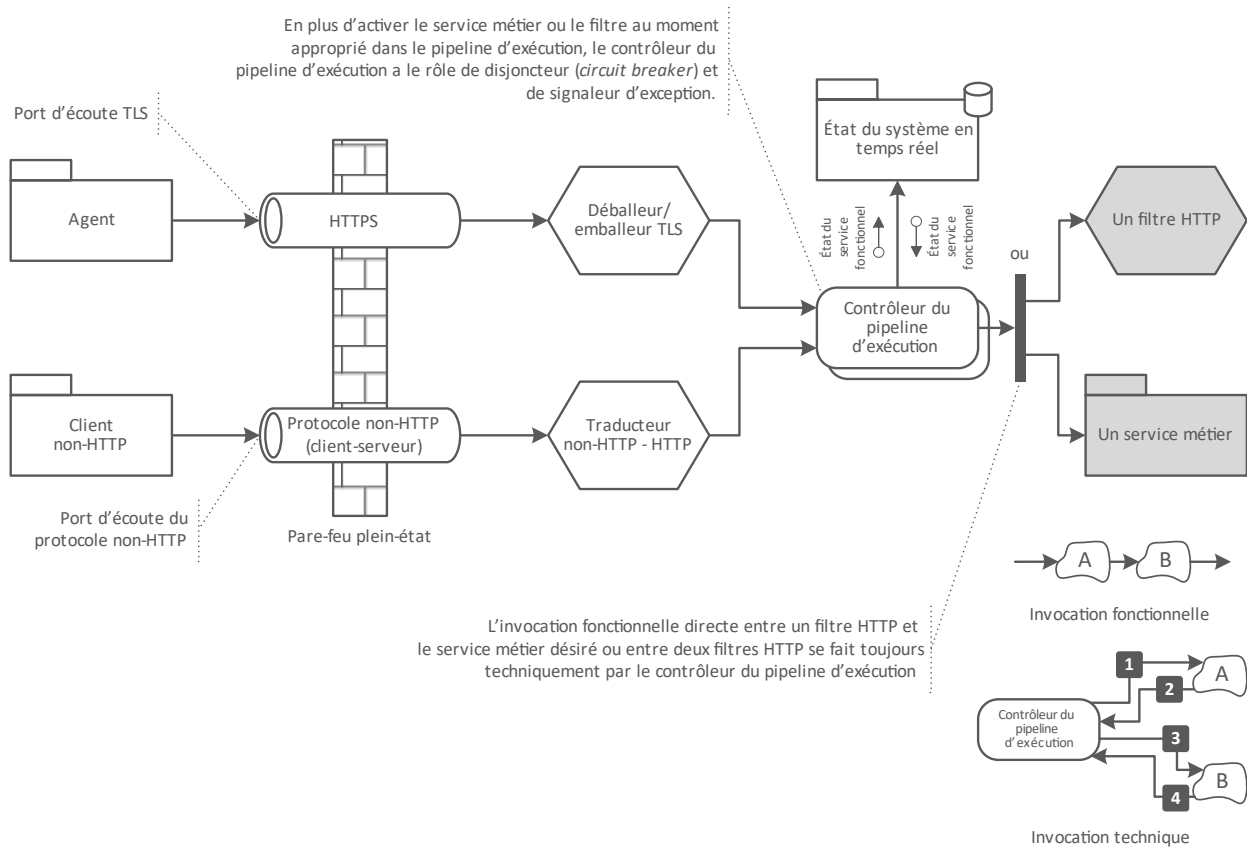 En plus d'activer le service métier ou le filtre au moment
approprié dans le pipeline d'exécution, le contrôleur du
pipeline d'exécution a le rôle de disjoncteur (circuit breaker) et
de signaleur d'exception.
Port d'écoute TLS
État du système en
temps réel
Agent
HTTPS
Déballeur/
emballeur TLS
État du
service
fonctionnel
État du
service
fonctionnel
ou
Un filtre HTTP
Contrôleur du
pipeline
d'exécution
Client
non-HTTP
Protocole non-HTTP
(client-serveur)
Traducteur
non-HTTP - HTTP
Un service métier
Port d'écoute du
protocole non-HTTP
Pare-feu plein-état
A
B
Invocation fonctionnelle
L'invocation fonctionnelle directe entre un filtre HTTP et
le service métier désiré ou entre deux filtres HTTP se fait toujours
techniquement par le contrôleur du pipeline d'exécution
1
A
2
Contrôleur du
pipeline
d'exécution
3
B
4
Invocation technique